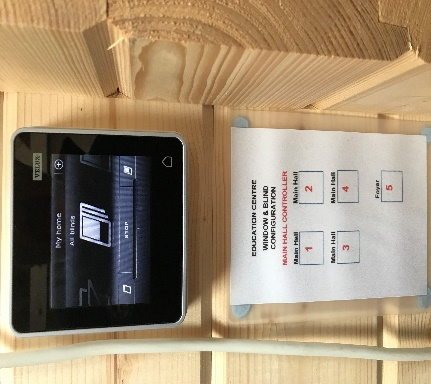 VELUX
My home
All blinds
STOP
EDUCATION CENTRE
WINDOW & BLIND
CONFIGURATION
MAIN HALL CONTROLLER
Main Hall Main Hall
1 2
Main Hall Main Hall
3 4
Foyer
5